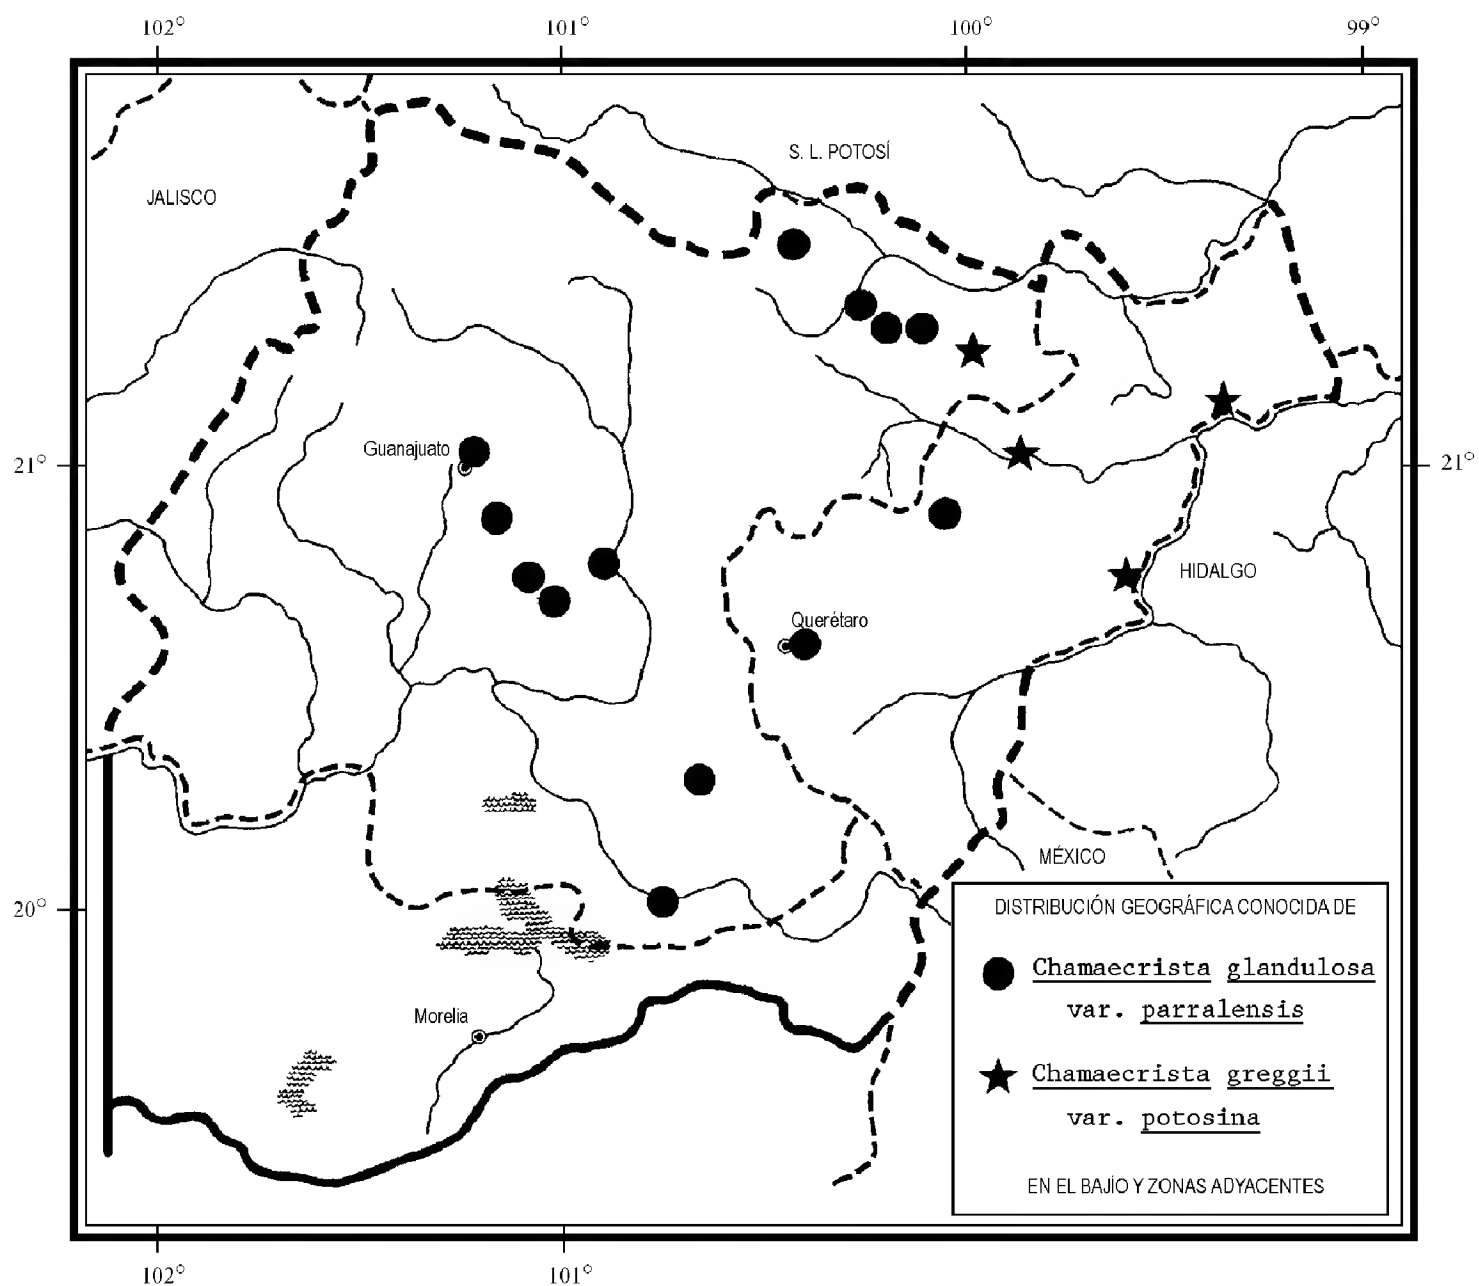 102° 101° 100° 99°
S. L. POTOSÍ
JALISCO
Guanajuato
21° 21°
HIDALGO
Querétaro
MÉXICO
20°
DISTRIBUCIÓN GEOGRÁFICA CONOCIDA DE
Chamaecrista glandulosa
var. parralensis
Morelia
Chamaecrista greggii
var. potosina
EN EL BAJÍO Y ZONAS ADYACENTES
102° 101°